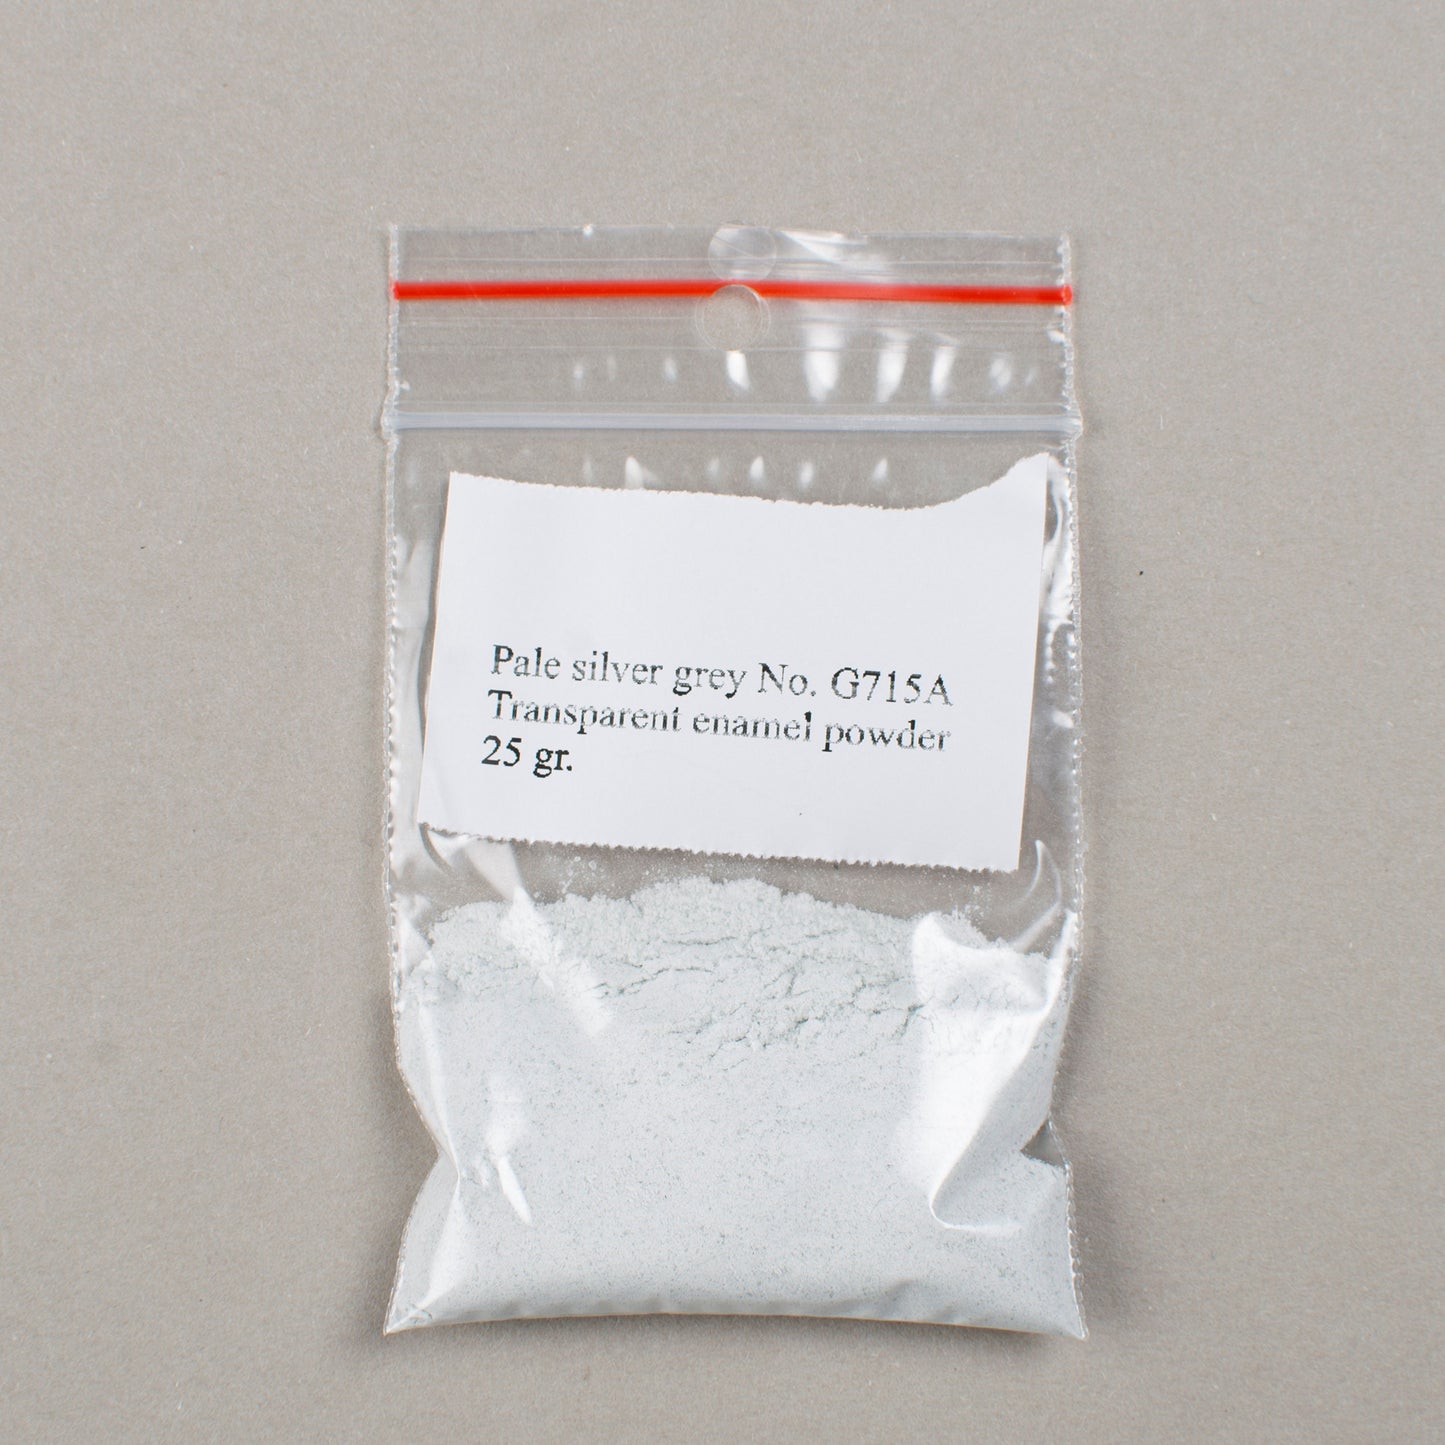 Pale silver grey No. G715A
Transparent enamel powder
25 gr.